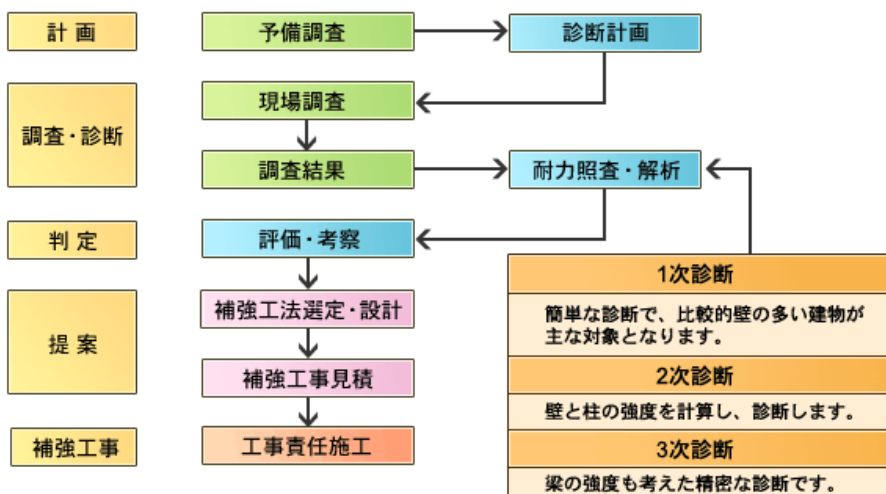 計画
予備調査
診断計画
調査・診断
現場調査
調査結果
耐力照査・解析
判定
評価・考察
提案
補強工法選定・設計
補強工事見積
補強工事
工事責任施工
1次診断
簡単な診断で、比較的壁の多い建物が
主な対象となります。
2次診断
壁と柱の強度を計算し、診断します。
3次診断
梁の強度も考えた精密な診断です。